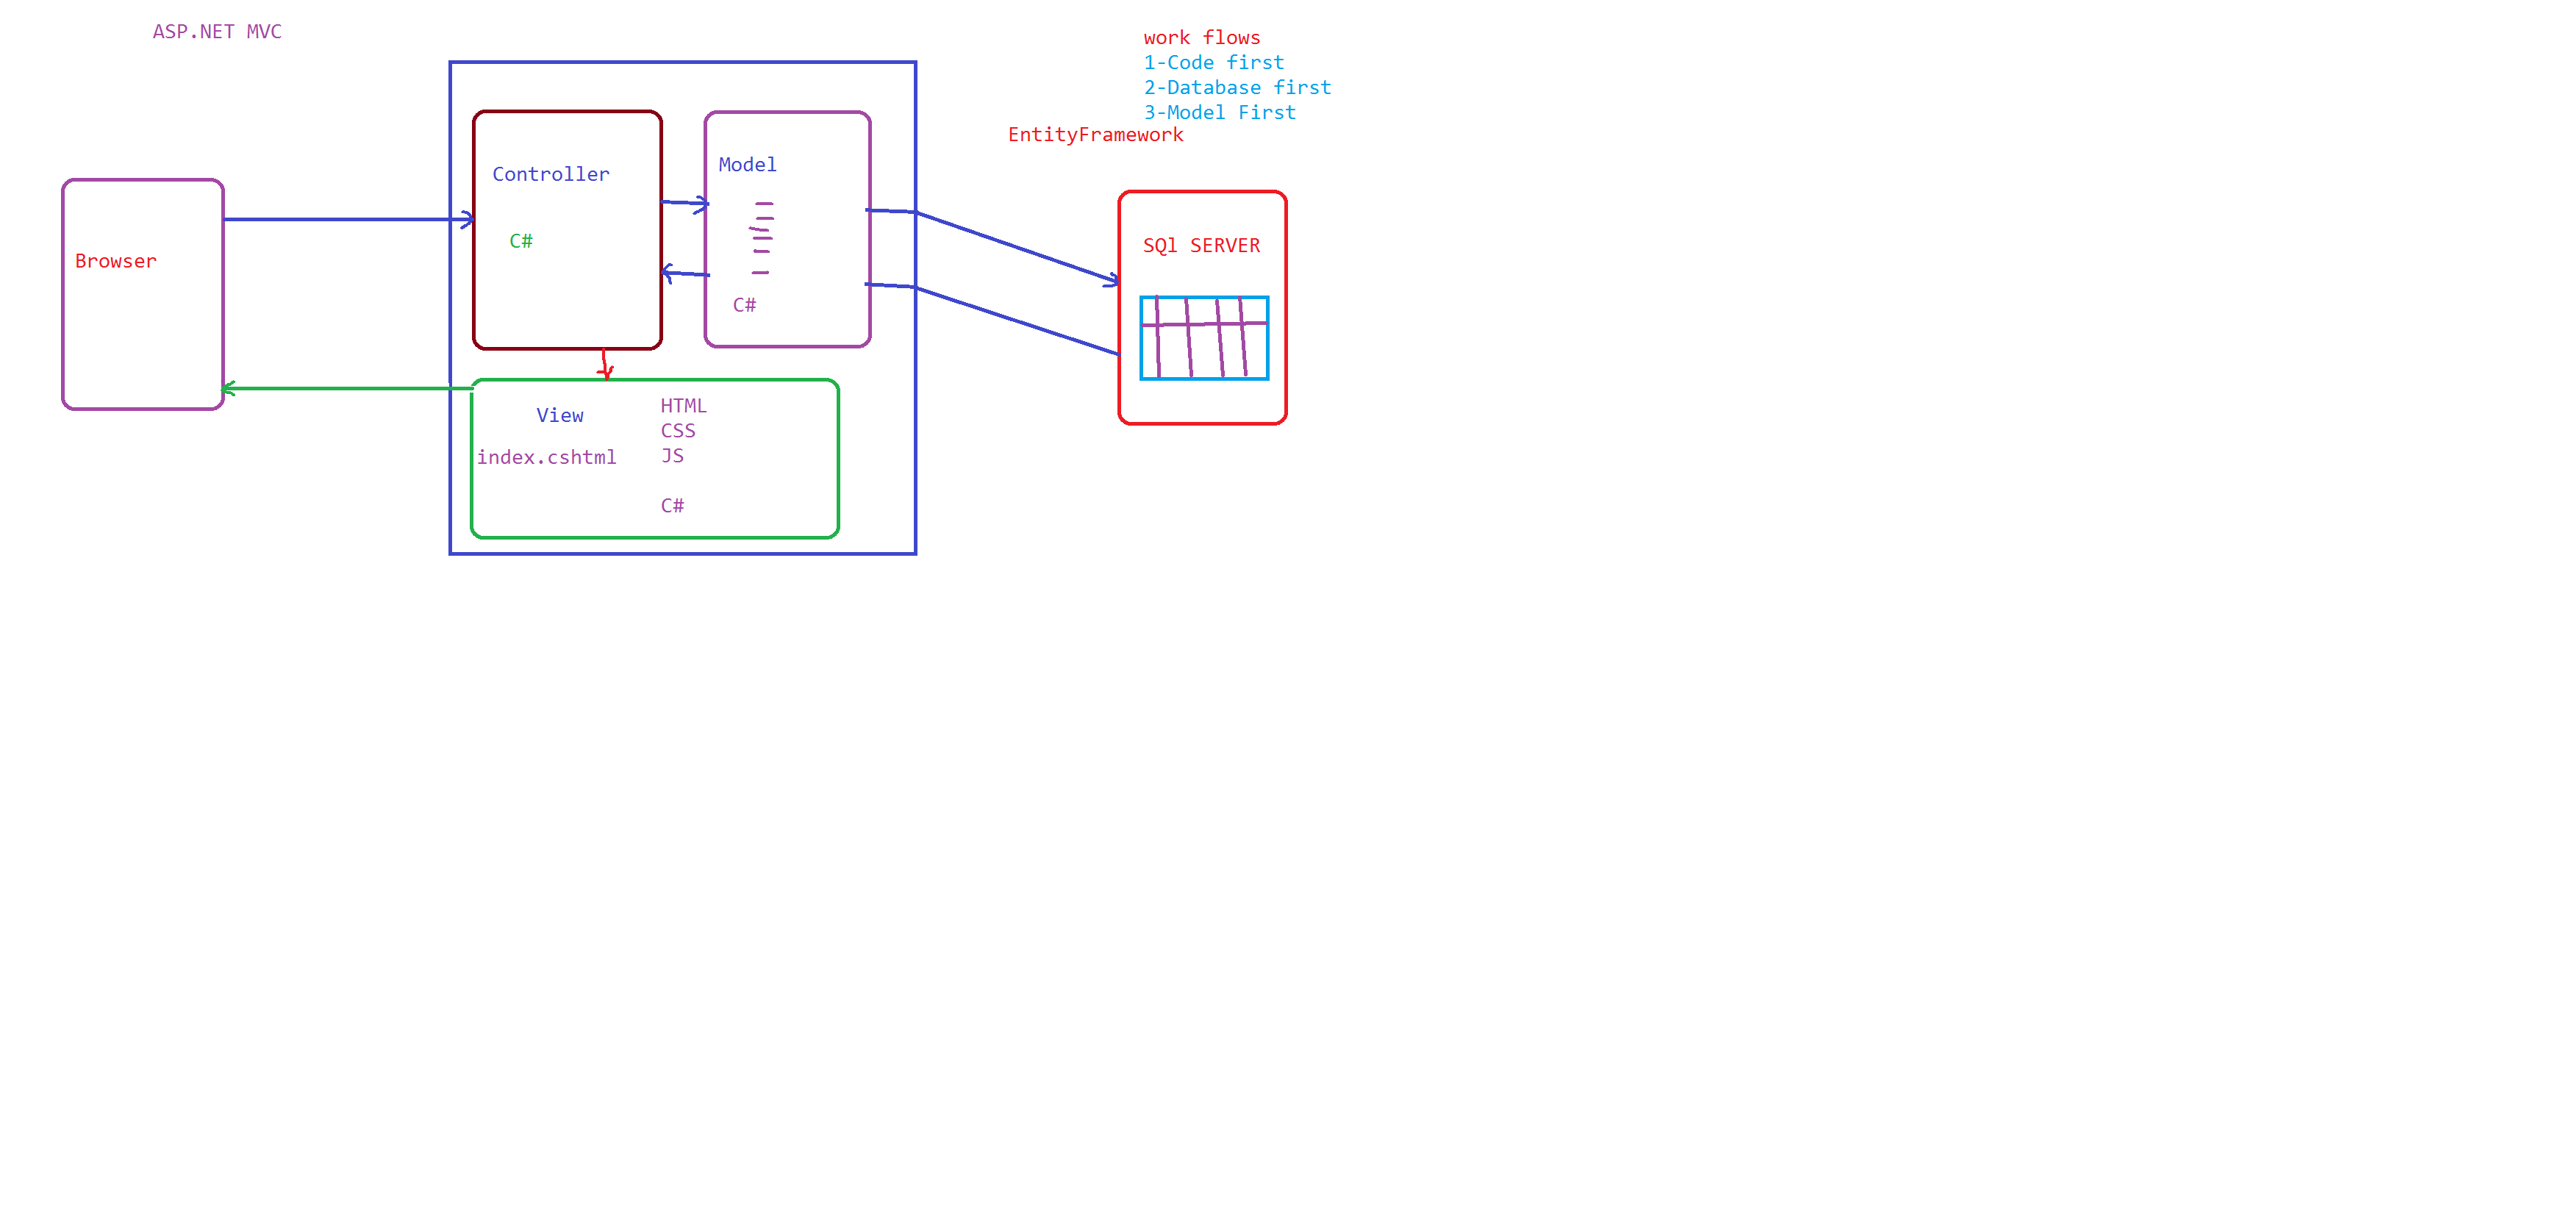 ASP.NET MVC
work flows
1-Code first
2-Database first
3-Model First
EntityFramework
Browser
Controller
C#
Model
C#
SQl SERVER
View
index.cshtml
HTML
CSS
JS
C#